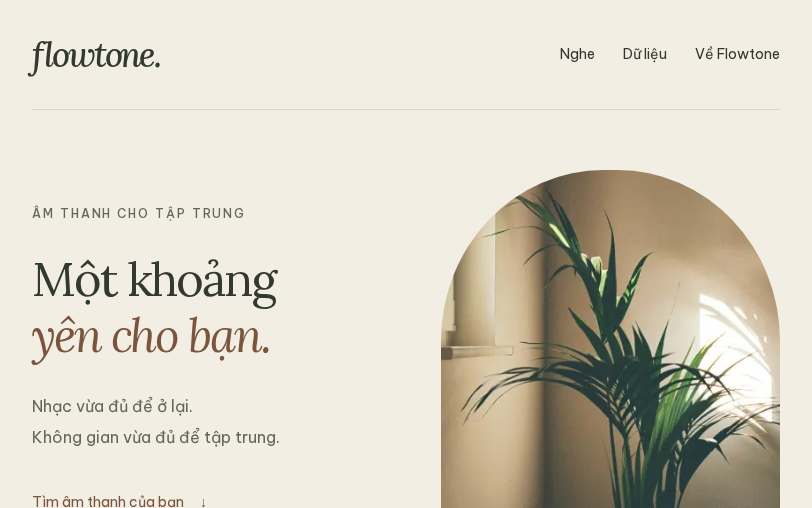 flowtone.
Nghe
Dữ liệu
Về Flowtone
ÂM THANH CHO TẬP TRUNG
Một khoảng
yên cho bạn.
Nhạc vừa đủ để ở lại.
Không gian vừa đủ để tập trung.
Tìm âm thanh của bạn ↓